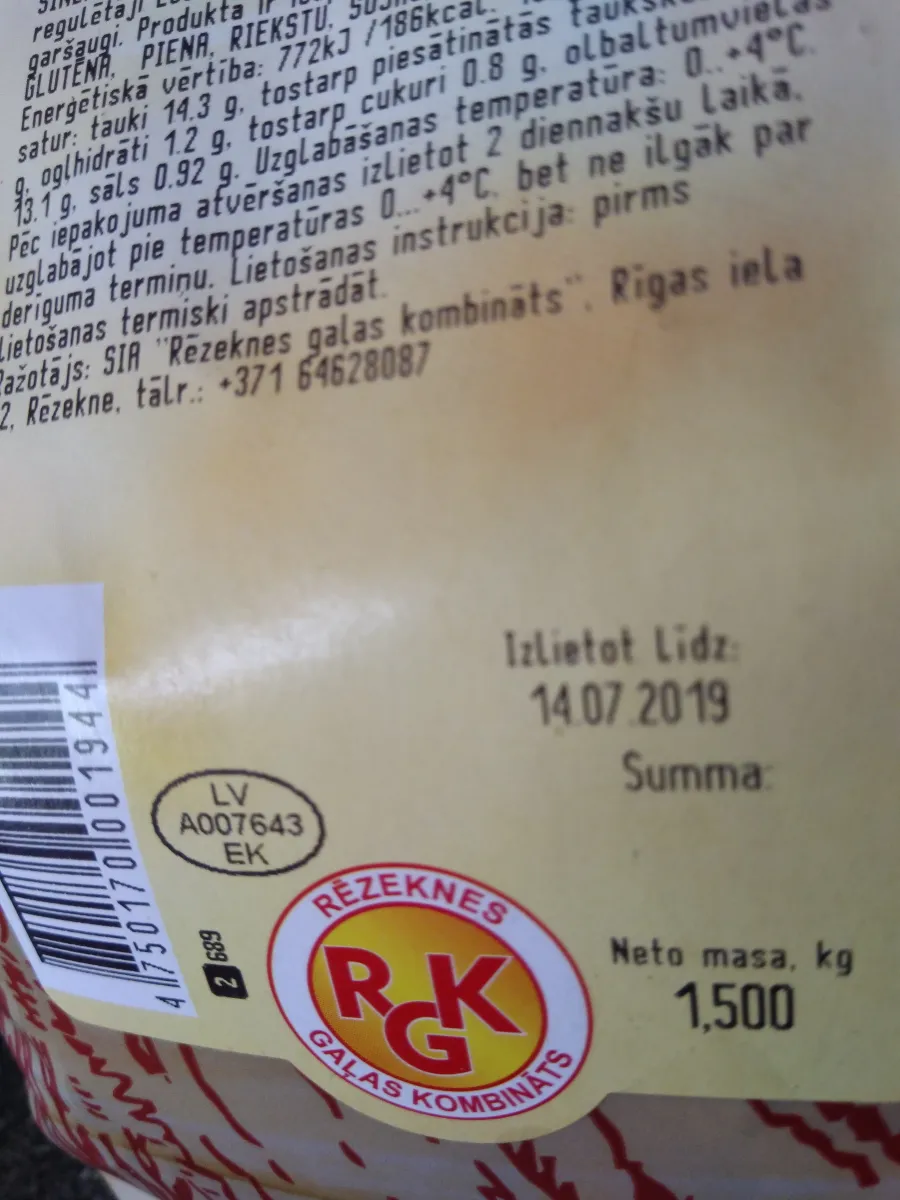 regulētāji
garšaugi. Produkta ir
GLUTĒNA, PIENA, RIEKSTU,
Enerģētiskā vērtība: 772kJ /186kcal.
satur: tauki 14.3 g, tostarp piesātinātās
g, ogļhidrāti 1.2 g, tostarp cukuri 0.8 g, olbaltumvielas
13.1 g, sāls 0.92 g. Uzglabāšanas temperatūra: 0...+4°C.
Pēc iepakojuma atvēršanas izlietot 2 diennakšu laikā,
uzglabājot pie temperatūras 0...+4°C, bet ne ilgāk par
derīguma termiņu. Lietošanas instrukcija: pirms
lietošanas termiski apstrādāt.
Ražotājs: SIA "Rēzeknes gaļas kombināts", Rīgas iela
2, Rēzekne, tālr.: +371 64628087
Izlietot līdz:
14.07.2019
Summa:
4 750170 001944
LV
A007643
EK
2 689
RĒZEKNES
RGK
GAĻAS KOMBINĀTS
Neto masa, kg
1,500